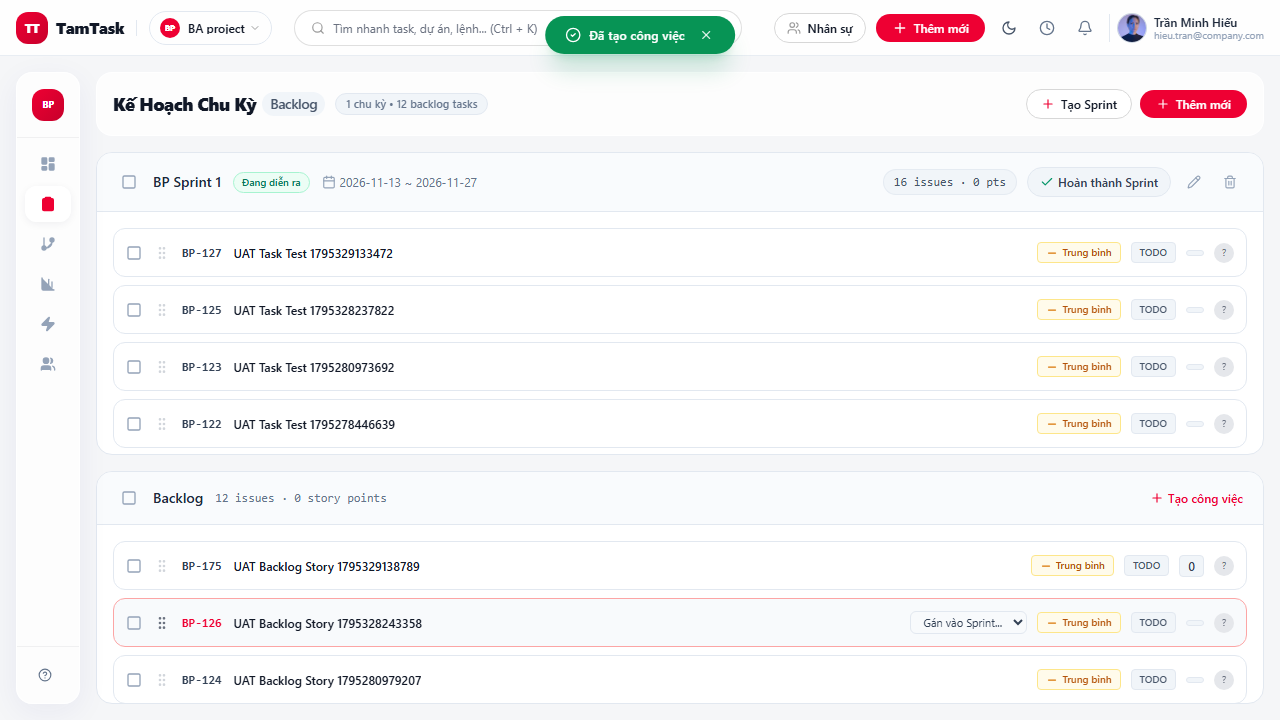 TT TamTask
BP BA project
Tìm nhanh task, dự án, lệnh... (Ctrl + K)
Đã tạo công việc
Nhân sự
Thêm mới
Trần Minh Hiếu
hieu.tran@company.com
BP
Kế Hoạch Chu Kỳ Backlog 1 chu kỳ • 12 backlog tasks
Tạo Sprint
Thêm mới
BP Sprint 1 Đang diễn ra 2026-11-13 ~ 2026-11-27 16 issues · 0 pts Hoàn thành Sprint
BP-127 UAT Task Test 1795329133472 Trung bình TODO ?
BP-125 UAT Task Test 1795328237822 Trung bình TODO ?
BP-123 UAT Task Test 1795280973692 Trung bình TODO ?
BP-122 UAT Task Test 1795278446639 Trung bình TODO ?
Backlog 12 issues · 0 story points Tạo công việc
BP-175 UAT Backlog Story 1795329138789 Trung bình TODO 0 ?
BP-126 UAT Backlog Story 1795328243358 Gán vào Sprint... Trung bình TODO ?
BP-124 UAT Backlog Story 1795280979207 Trung bình TODO ?